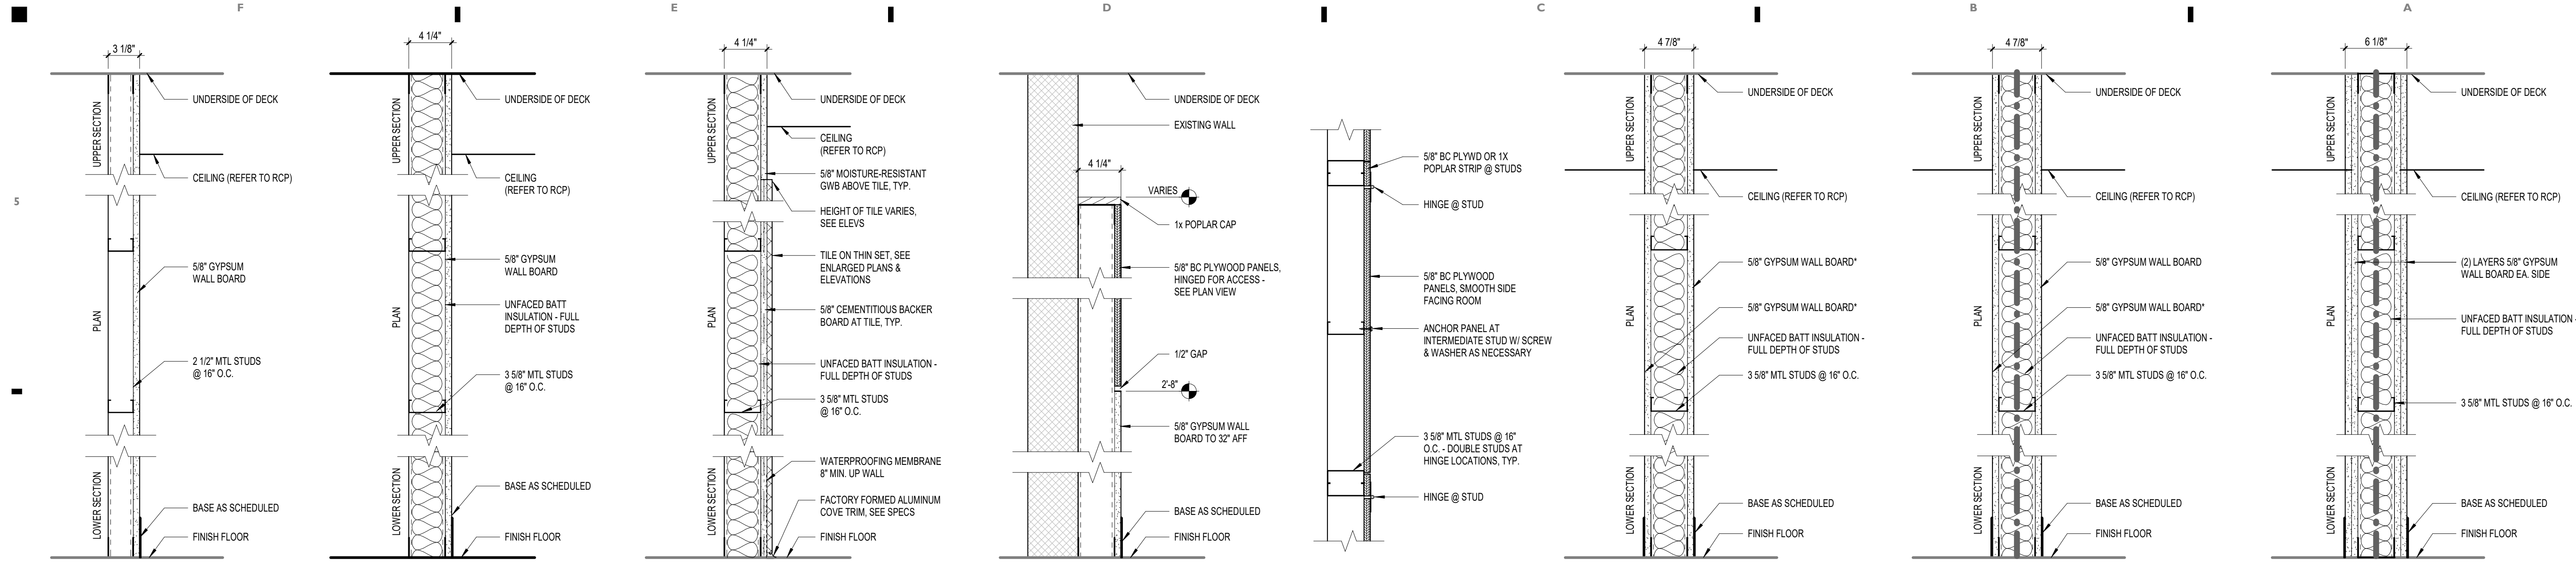 F
E
D
C
B
A
5
3 1/8"
UPPER SECTION
PLAN
LOWER SECTION
UNDERSIDE OF DECK
CEILING (REFER TO RCP)
5/8" GYPSUM
WALL BOARD
2 1/2" MTL STUDS
@ 16" O.C.
BASE AS SCHEDULED
FINISH FLOOR
4 1/4"
UPPER SECTION
PLAN
LOWER SECTION
UNDERSIDE OF DECK
CEILING
(REFER TO RCP)
5/8" GYPSUM
WALL BOARD
UNFACED BATT
INSULATION - FULL
DEPTH OF STUDS
3 5/8" MTL STUDS
@ 16" O.C.
BASE AS SCHEDULED
FINISH FLOOR
4 1/4"
UPPER SECTION
PLAN
LOWER SECTION
UNDERSIDE OF DECK
CEILING
(REFER TO RCP)
5/8" MOISTURE-RESISTANT
GWB ABOVE TILE, TYP.
HEIGHT OF TILE VARIES,
SEE ELEVS
TILE ON THIN SET, SEE
ENLARGED PLANS &
ELEVATIONS
5/8" CEMENTITIOUS BACKER
BOARD AT TILE, TYP.
UNFACED BATT INSULATION -
FULL DEPTH OF STUDS
3 5/8" MTL STUDS
@ 16" O.C.
WATERPROOFING MEMBRANE
8" MIN. UP WALL
FACTORY FORMED ALUMINUM
COVE TRIM, SEE SPECS
FINISH FLOOR
UNDERSIDE OF DECK
EXISTING WALL
4 1/4"
VARIES
1x POPLAR CAP
5/8" BC PLYWOOD PANELS,
HINGED FOR ACCESS -
SEE PLAN VIEW
1/2" GAP
2'-8"
5/8" GYPSUM WALL
BOARD TO 32" AFF
BASE AS SCHEDULED
FINISH FLOOR
5/8" BC PLYWD OR 1X
POPLAR STRIP @ STUDS
HINGE @ STUD
5/8" BC PLYWOOD
PANELS, SMOOTH SIDE
FACING ROOM
ANCHOR PANEL AT
INTERMEDIATE STUD W/ SCREW
& WASHER AS NECESSARY
3 5/8" MTL STUDS @ 16"
O.C. - DOUBLE STUDS AT
HINGE LOCATIONS, TYP.
HINGE @ STUD
4 7/8"
UPPER SECTION
PLAN
LOWER SECTION
UNDERSIDE OF DECK
CEILING (REFER TO RCP)
5/8" GYPSUM WALL BOARD*
5/8" GYPSUM WALL BOARD*
UNFACED BATT INSULATION -
FULL DEPTH OF STUDS
3 5/8" MTL STUDS @ 16" O.C.
BASE AS SCHEDULED
FINISH FLOOR
4 7/8"
UPPER SECTION
PLAN
LOWER SECTION
UNDERSIDE OF DECK
CEILING (REFER TO RCP)
5/8" GYPSUM WALL BOARD
5/8" GYPSUM WALL BOARD*
UNFACED BATT INSULATION -
FULL DEPTH OF STUDS
3 5/8" MTL STUDS @ 16" O.C.
BASE AS SCHEDULED
FINISH FLOOR
6 1/8"
UPPER SECTION
PLAN
LOWER SECTION
UNDERSIDE OF DECK
CEILING (REFER TO RCP)
(2) LAYERS 5/8" GYPSUM
WALL BOARD EA. SIDE
UNFACED BATT INSULATION -
FULL DEPTH OF STUDS
3 5/8" MTL STUDS @ 16" O.C.
BASE AS SCHEDULED
FINISH FLOOR